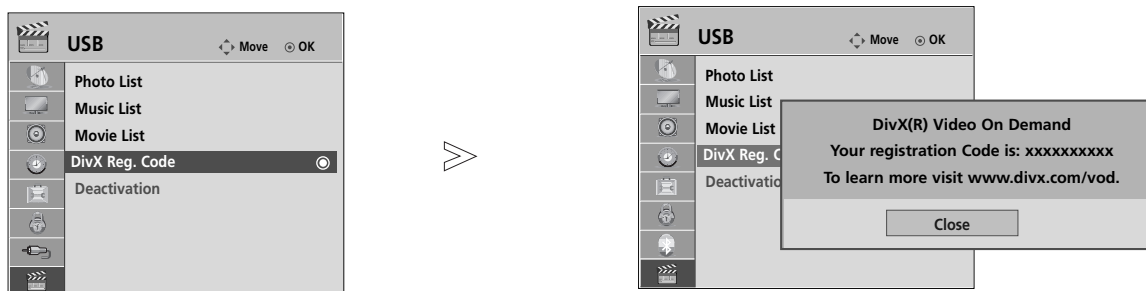 USB
Move
OK
Photo List
Music List
Movie List
DivX Reg. Code
Deactivation
USB
Move
OK
Photo List
Music List
Movie List
DivX Reg. C
Deactivatio
DivX(R) Video On Demand
Your registration Code is: xxxxxxxxxx
To learn more visit www.divx.com/vod.
Close